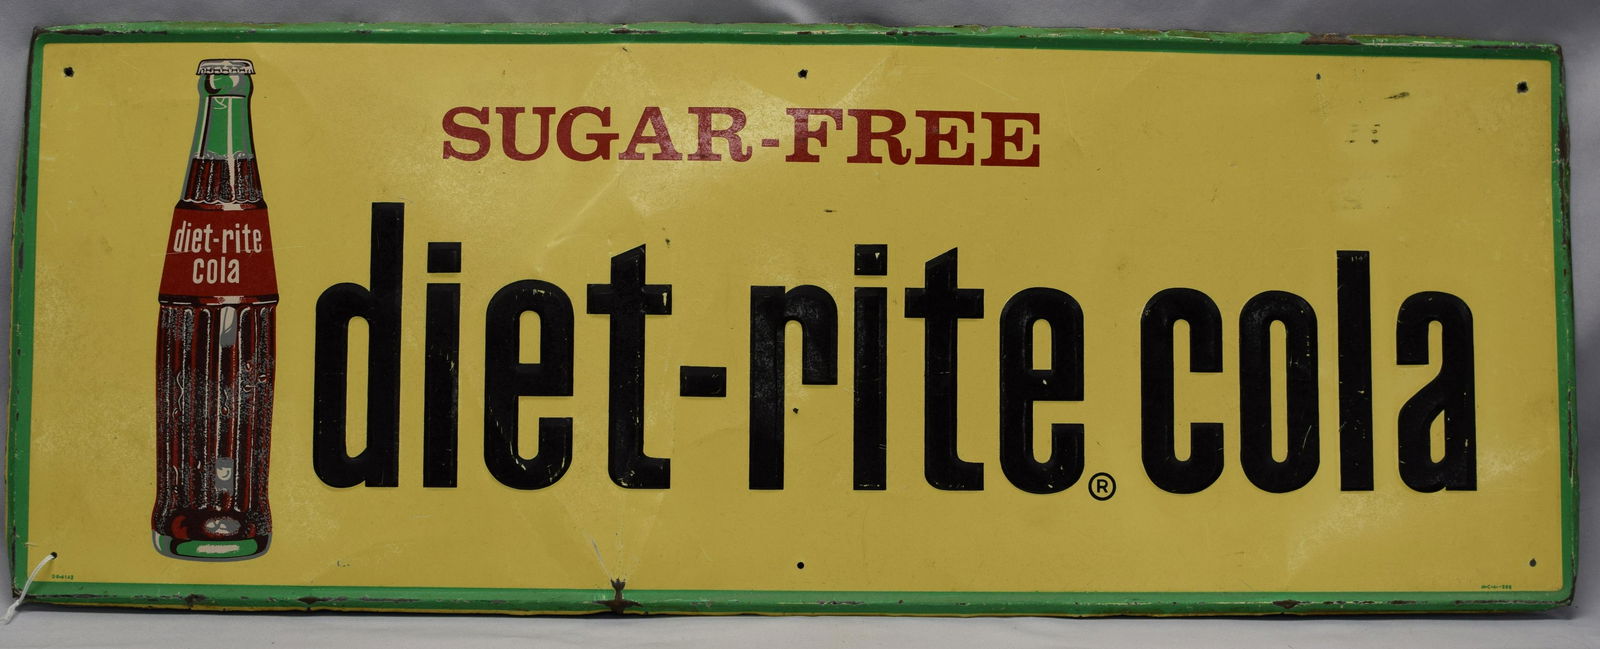 SUGAR-FREE
diet-rite
cola
diet-rite® cola